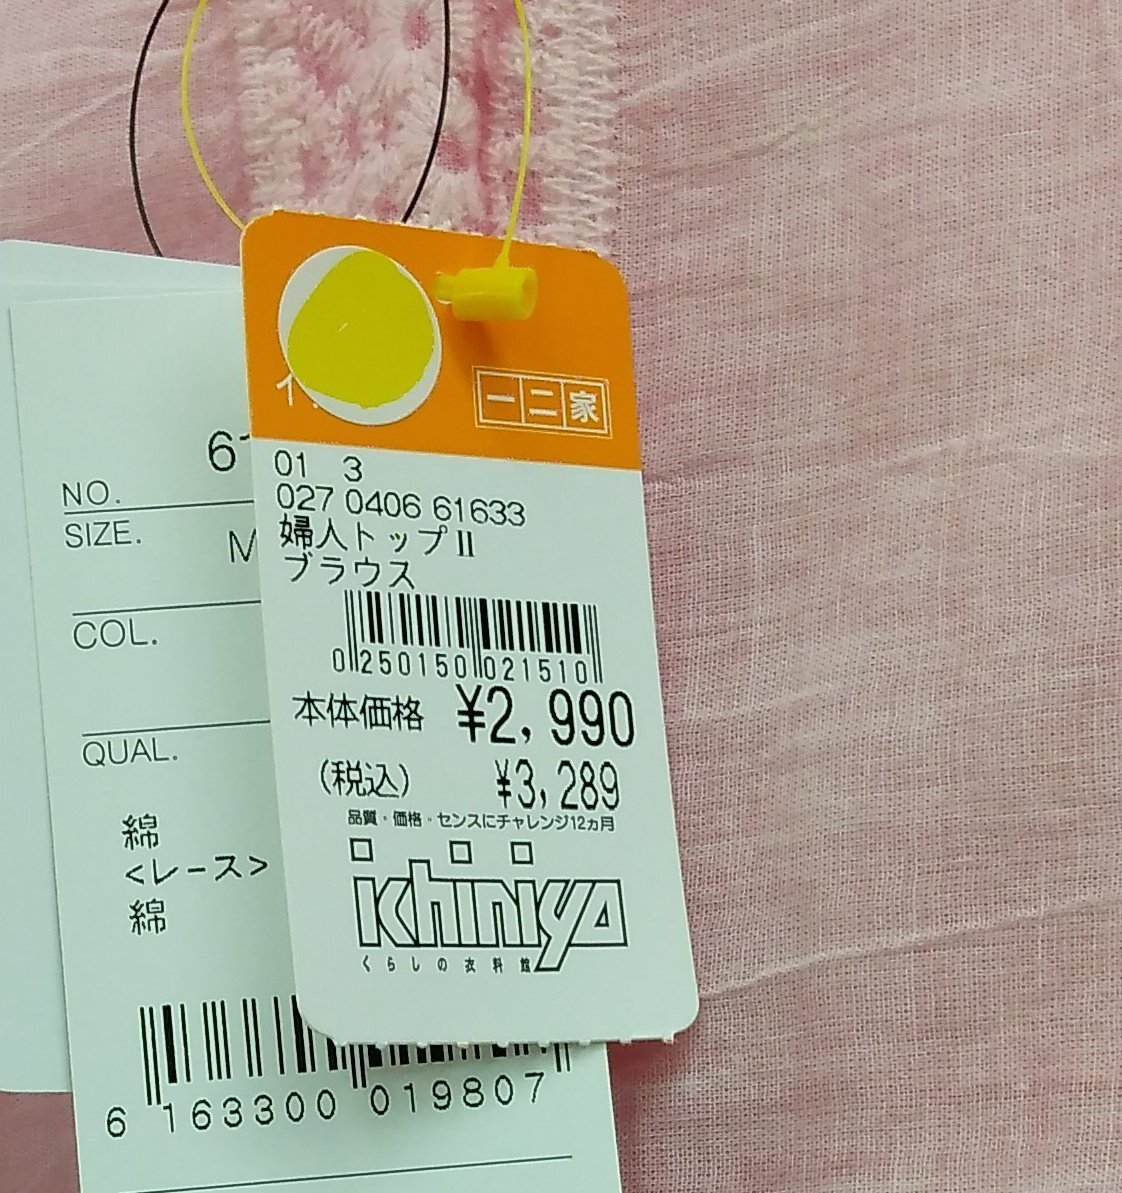 一二家
01 3
027 0406 61633
婦人トップⅡ
ブラウス
0 250150 021510
本体価格 ¥2,990
(税込) ¥3,289
品質・価格・センスにチャレンジ12ヵ月
ichiniya
くらしの衣料館
NO.
SIZE.
COL.
QUAL.
綿
<レース>
綿
6 163300 019807